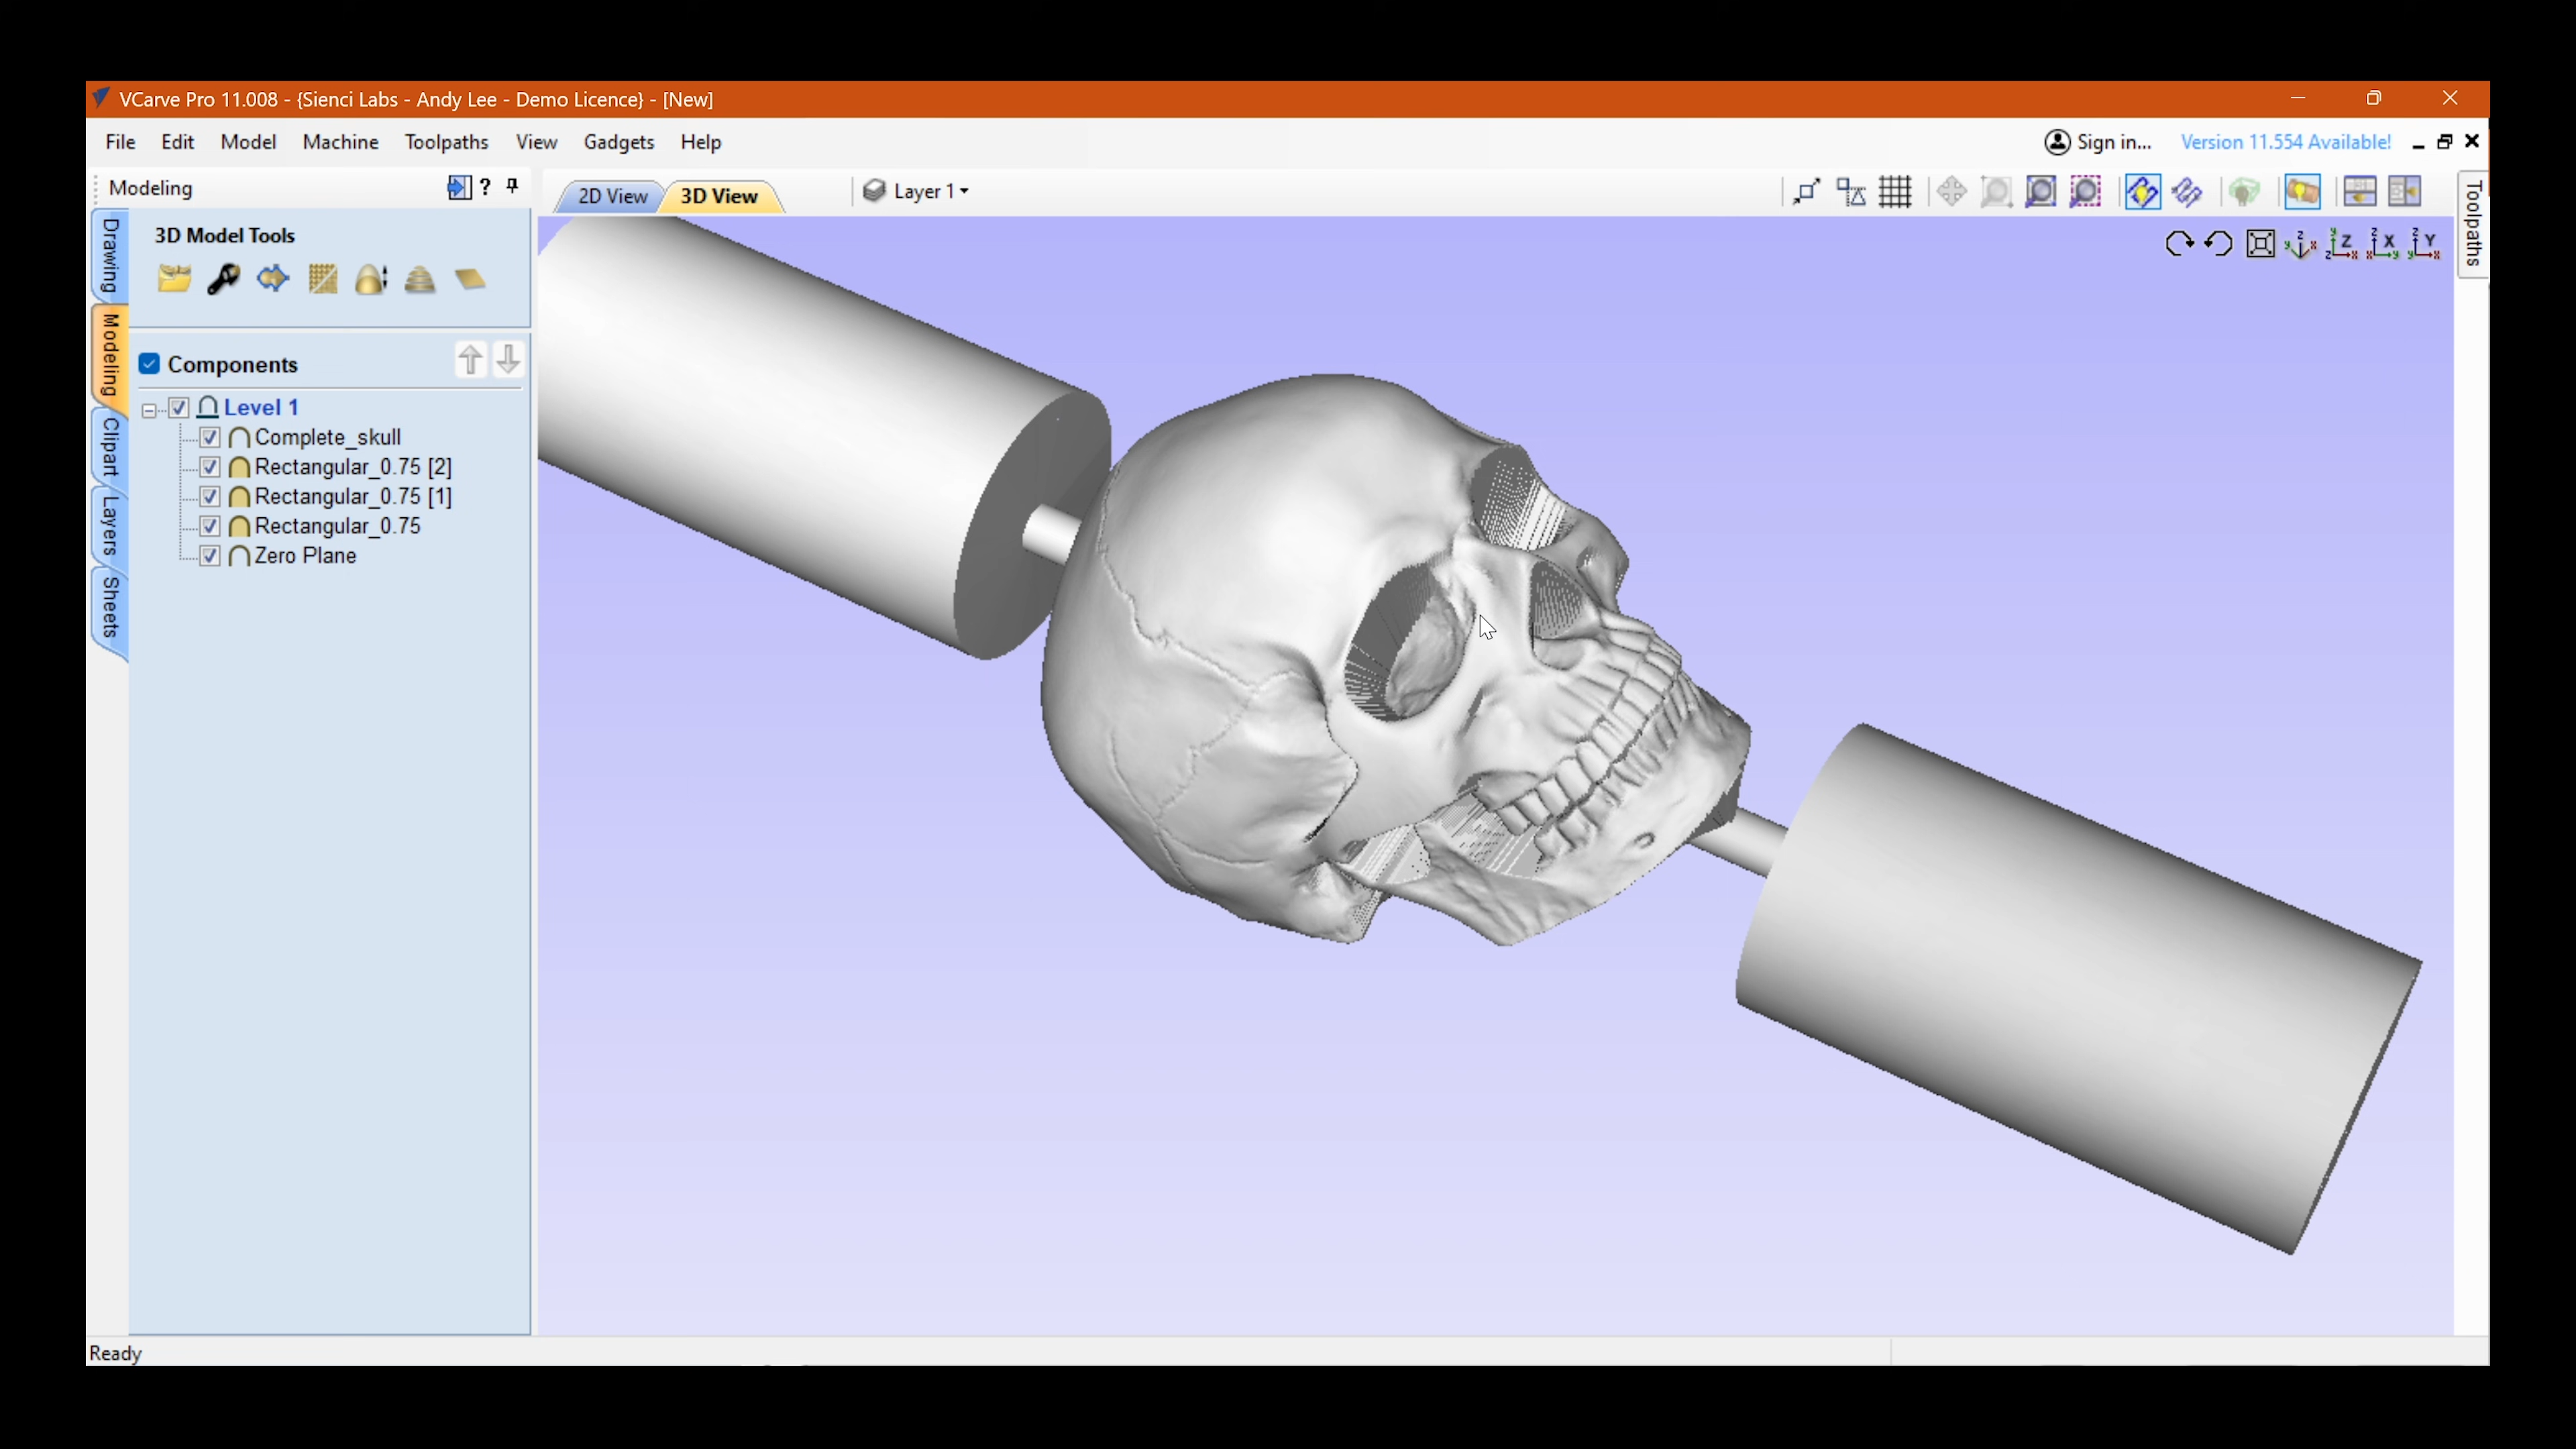 VCarve Pro 11.008 - {Sienci Labs - Andy Lee - Demo Licence} - [New]
File Edit Model Machine Toolpaths View Gadgets Help
Sign in... Version 11.554 Available!
Modeling
?
2D View 3D View
Layer 1
Toolpaths
Drawing
Modeling
Clipart
Layers
Sheets
3D Model Tools
Components
Level 1
Complete_skull
Rectangular_0.75 [2]
Rectangular_0.75 [1]
Rectangular_0.75
Zero Plane
Ready